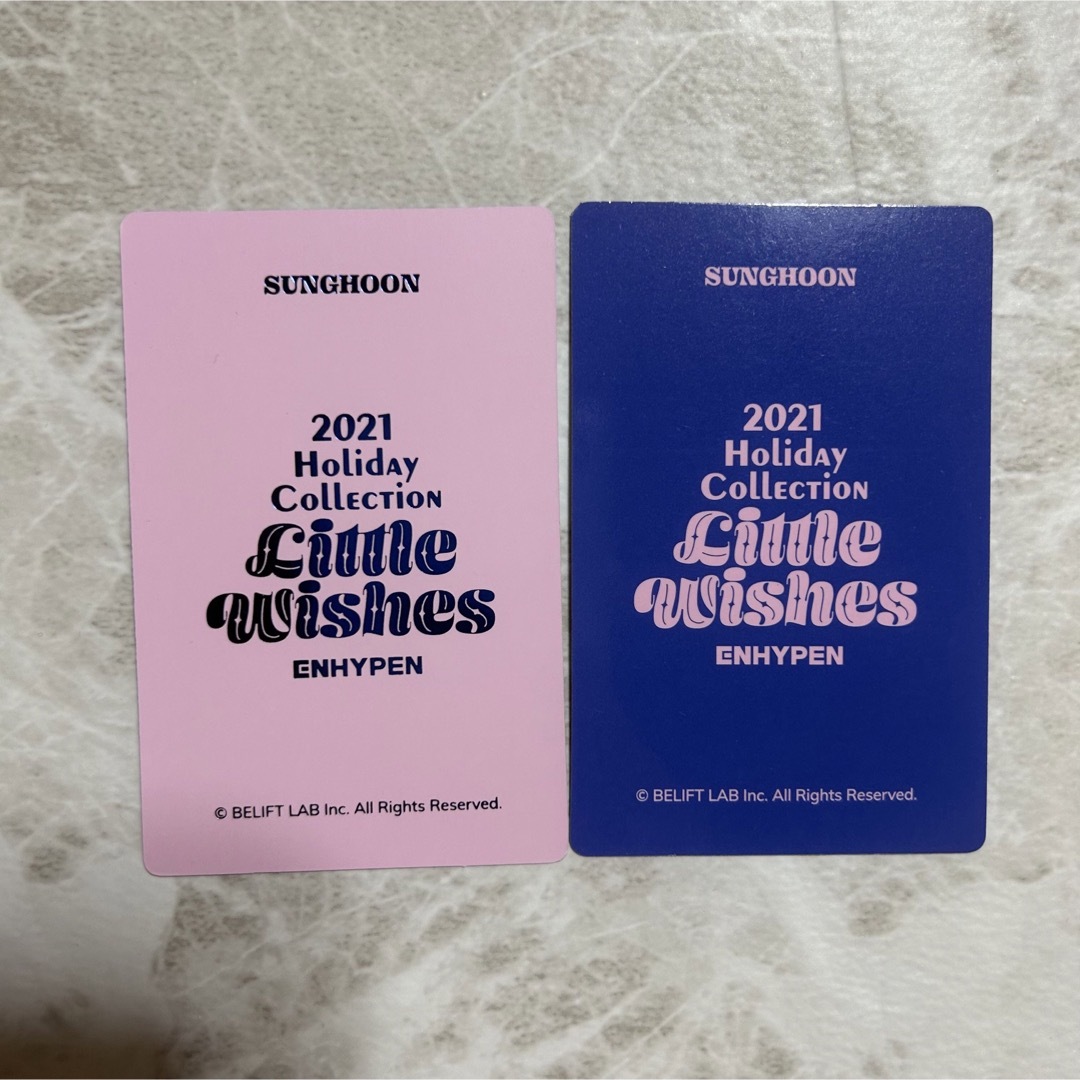 SUNGHOON
2021
Holiday
Collection
Little
Wishes
ENHYPEN
© BELIFT LAB Inc. All Rights Reserved.
SUNGHOON
2021
Holiday
Collection
Little
Wishes
ENHYPEN
© BELIFT LAB Inc. All Rights Reserved.